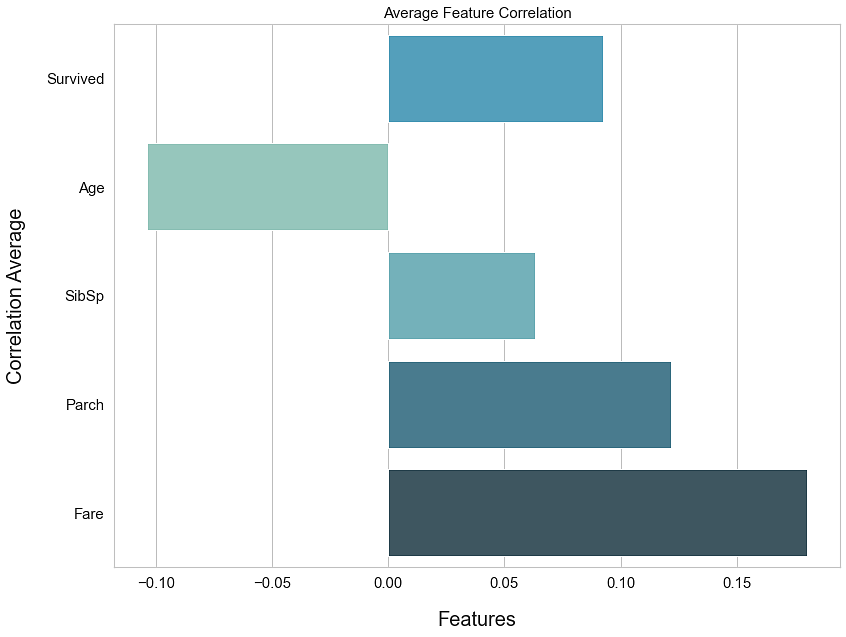 Average Feature Correlation
Survived
Age
SibSp
Parch
Fare
Correlation Average
−0.10
−0.05
0.00
0.05
0.10
0.15
Features